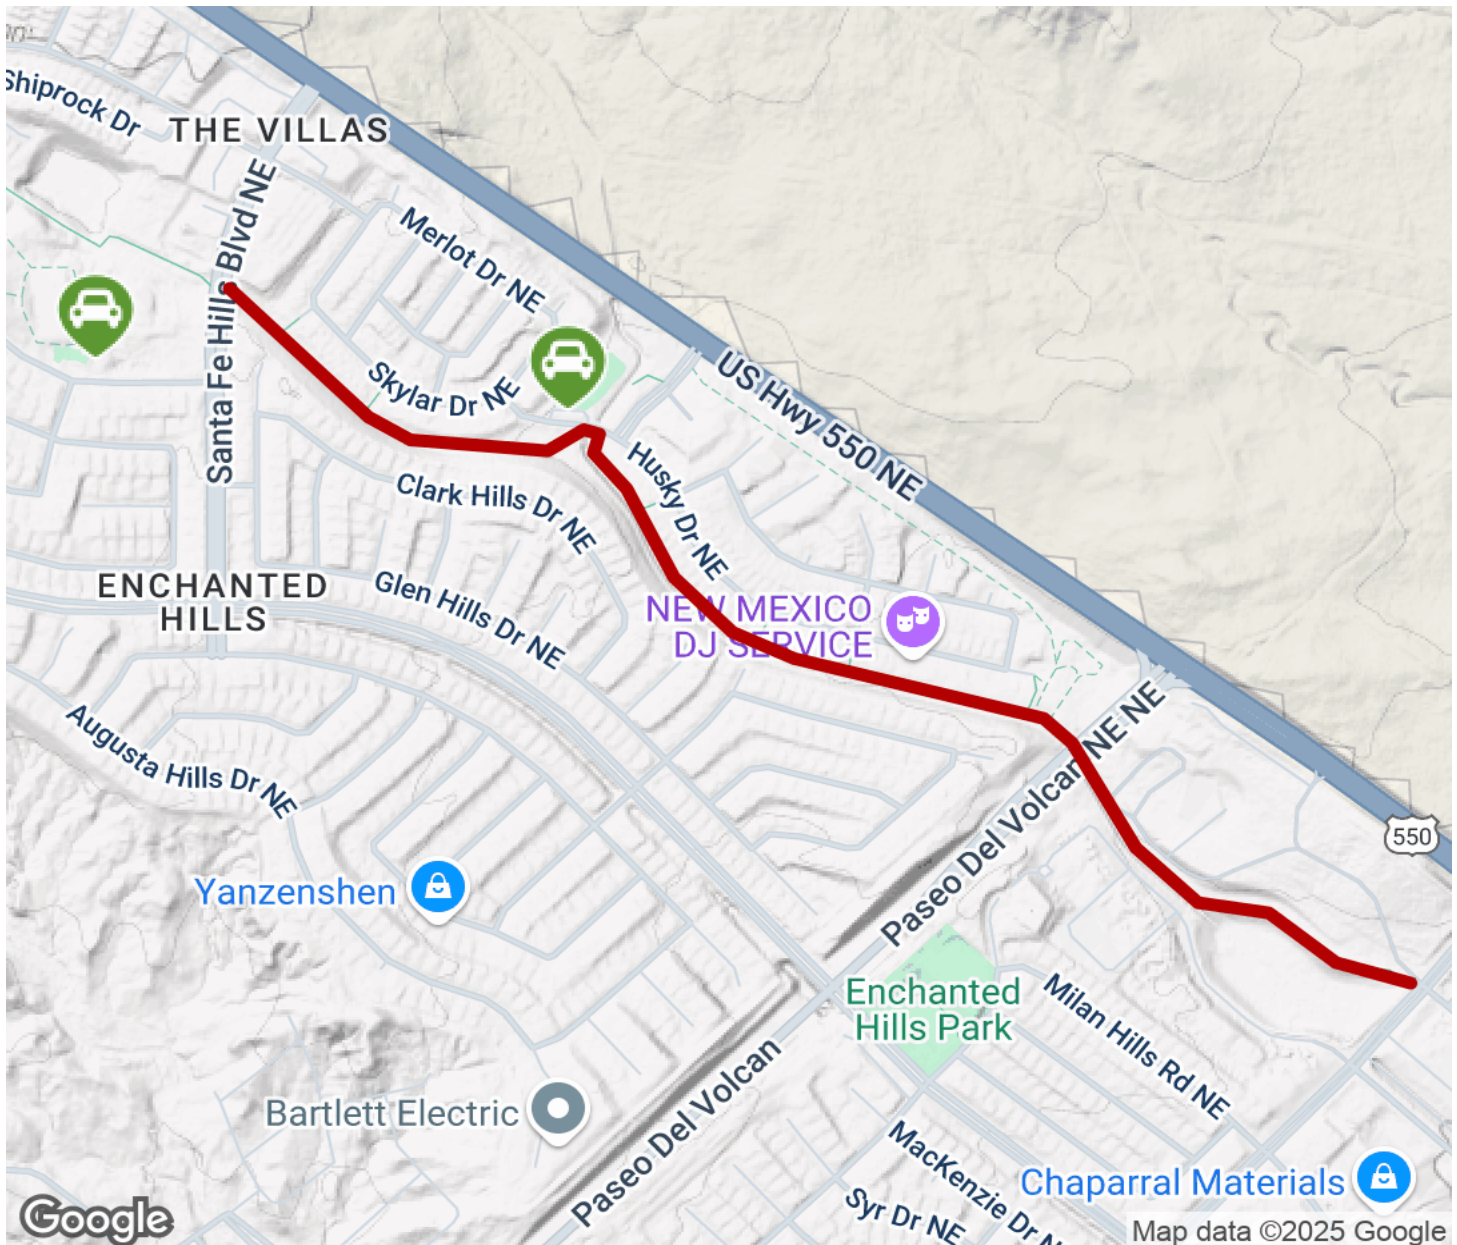 Shiprock Dr
THE VILLAS
Santa Fe Hills Blvd NE
Merlot Dr NE
Skylar Dr NE
US Hwy 550 NE
Husky Dr NE
Clark Hills Dr NE
ENCHANTED
HILLS
Glen Hills Dr NE
NEW MEXICO
DJ SERVICE
Augusta Hills Dr NE
Paseo Del Volcan NE NE
550
Yanzenshen
Enchanted
Hills Park
Milan Hills Rd NE
Bartlett Electric
Paseo Del Volcan
MacKenzie Dr
Chaparral Materials
Syr Dr NE
Google
Map data ©2025 Google